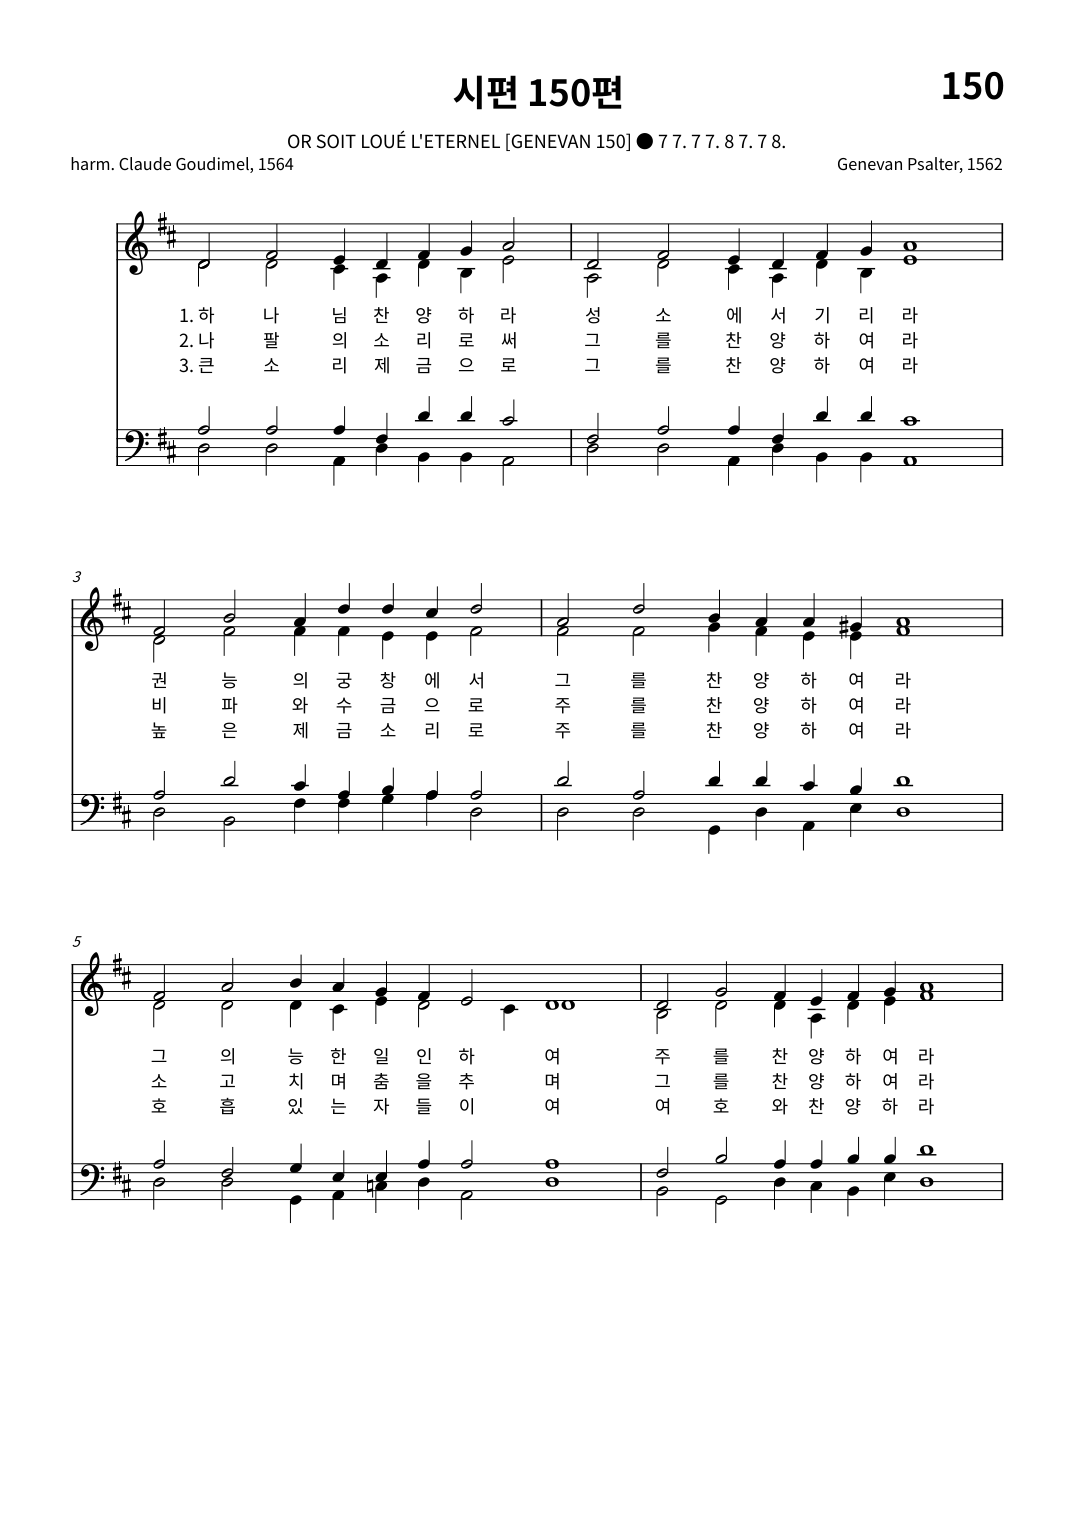 시편 150편
150
OR SOIT LOUÉ L'ETERNEL [GENEVAN 150] ● 7 7. 7 7. 8 7. 7 8.
harm. Claude Goudimel, 1564
Genevan Psalter, 1562
1. 하 나 님 찬 양 하 라 성 소 에 서 기 리 라
2. 나 팔 의 소 리 로 써 그 를 찬 양 하 여 라
3. 큰 소 리 제 금 으 로 그 를 찬 양 하 여 라
3
권 능 의 궁 창 에 서 그 를 찬 양 하 여 라
비 파 와 수 금 으 로 주 를 찬 양 하 여 라
높 은 제 금 소 리 로 주 를 찬 양 하 여 라
5
그 의 능 한 일 인 하 여 주 를 찬 양 하 여 라
소 고 치 며 춤 을 추 며 그 를 찬 양 하 여 라
호 흡 있 는 자 들 이 여 여 호 와 찬 양 하 라